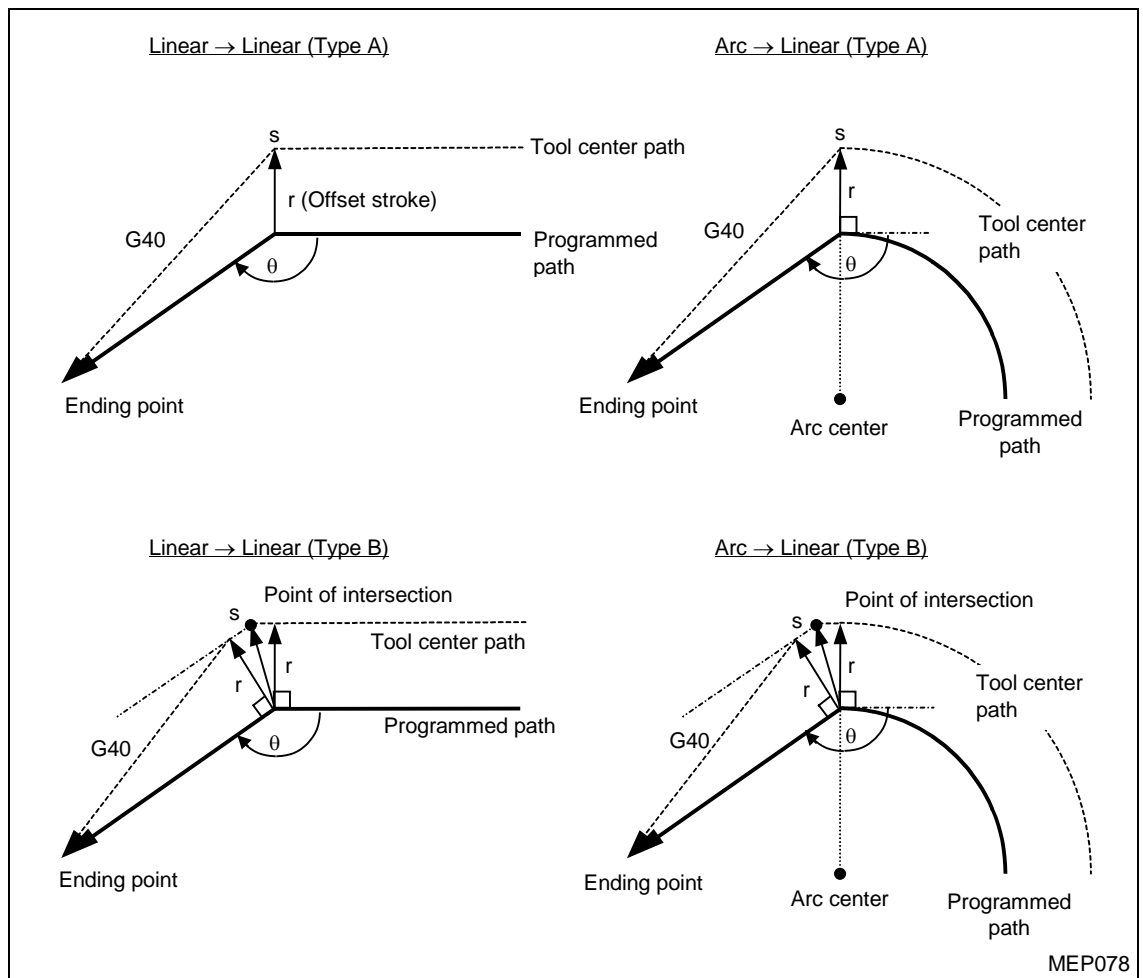 Linear → Linear (Type A)
s
Tool center path
r (Offset stroke)
G40
Programmed
path
θ
Ending point
Arc → Linear (Type A)
s
r
G40
Tool center
path
θ
Ending point
Arc center
Programmed
path
Linear → Linear (Type B)
Point of intersection
s
Tool center path
r
r
Programmed path
G40
θ
Ending point
Arc → Linear (Type B)
Point of intersection
s
r
r
Tool center
path
G40
θ
Ending point
Arc center
Programmed
path
MEP078